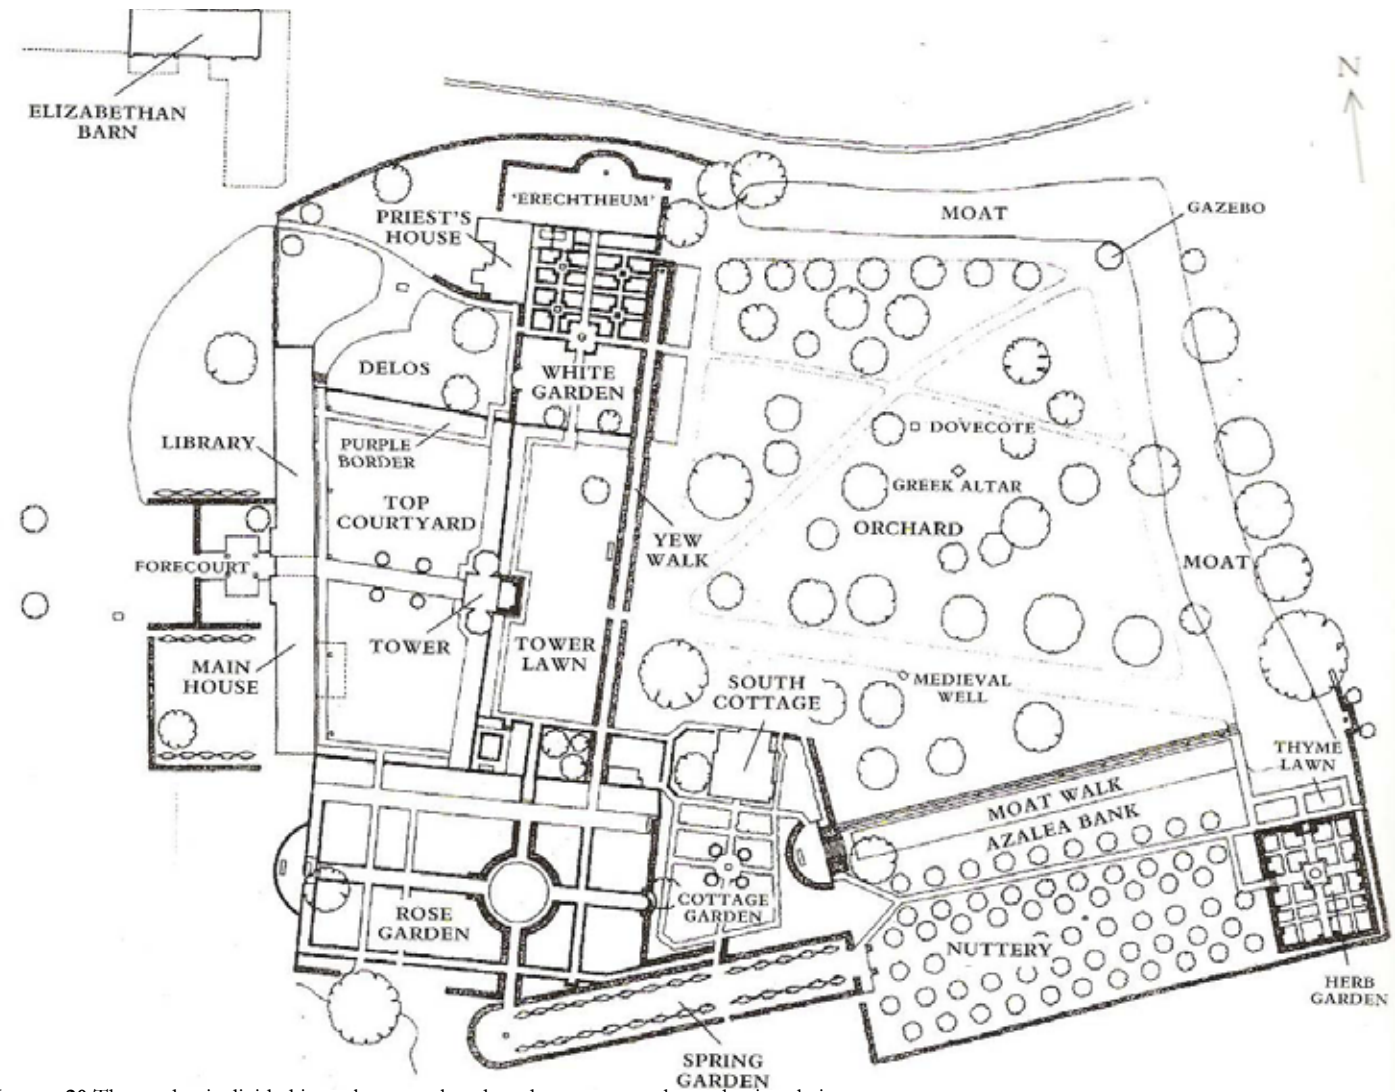 ELIZABETHAN
BARN
N
'ERECHTHEUM'
PRIEST'S
HOUSE
MOAT
GAZEBO
DELOS
WHITE
GARDEN
LIBRARY
PURPLE
BORDER
DOVECOTE
TOP
COURTYARD
GREEK ALTAR
ORCHARD
YEW
WALK
FORECOURT
MOAT
TOWER
TOWER
LAWN
MAIN
HOUSE
SOUTH
COTTAGE
MEDIEVAL
WELL
THYME
LAWN
MOAT WALK
AZALEA BANK
ROSE
GARDEN
COTTAGE
GARDEN
NUTTERY
HERB
GARDEN
SPRING
GARDEN
20